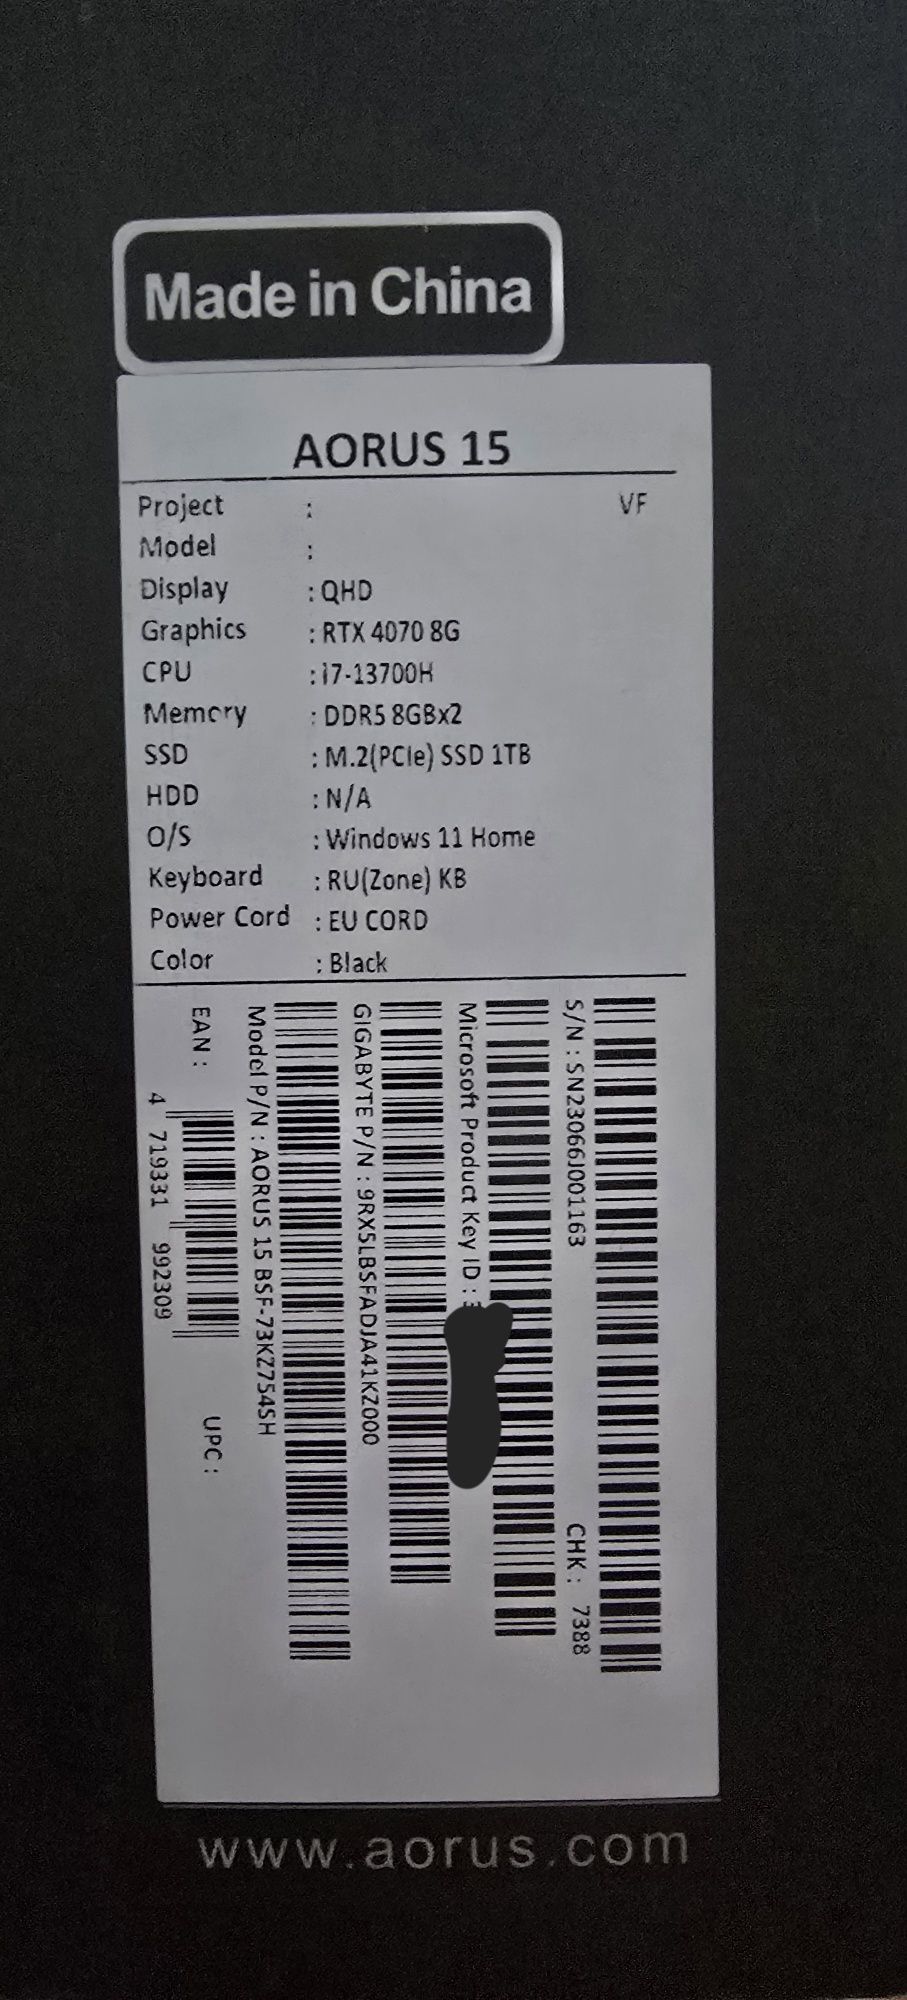 Made in China
AORUS 15
Project : VF
Model :
Display : QHD
Graphics : RTX 4070 8G
CPU : i7-13700H
Memory : DDR5 8GBx2
SSD : M.2(PCIe) SSD 1TB
HDD : N/A
O/S : Windows 11 Home
Keyboard : RU(Zone) KB
Power Cord : EU CORD
Color : Black
S/N : SN23066J001163 CHK : 7388
Microsoft Product Key ID :
GIGABYTE P/N : 9RX5LBSFADJA41KZ000
Model P/N : AORUS 15 BSF-73KZ754SH
EAN : 4 719331 992309 UPC :
www.aorus.com